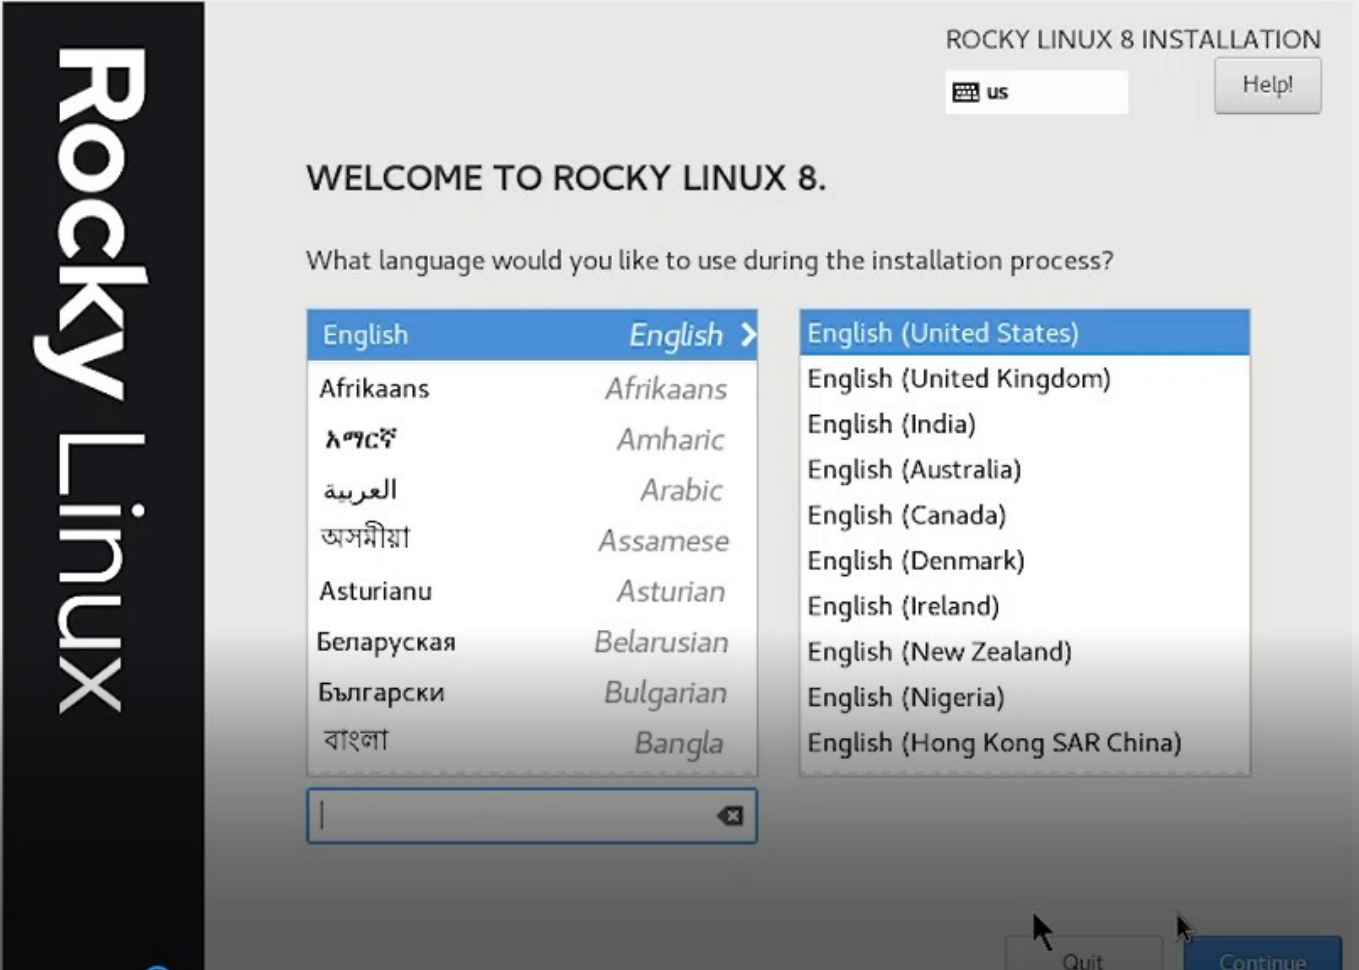 Rocky Linux
ROCKY LINUX 8 INSTALLATION
us
Help!
WELCOME TO ROCKY LINUX 8.
What language would you like to use during the installation process?
English English
Afrikaans Afrikaans
አማርኛ Amharic
العربية Arabic
অসমীয়া Assamese
Asturianu Asturian
Беларуская Belarusian
Български Bulgarian
বাংলা Bangla
English (United States)
English (United Kingdom)
English (India)
English (Australia)
English (Canada)
English (Denmark)
English (Ireland)
English (New Zealand)
English (Nigeria)
English (Hong Kong SAR China)
Quit
Continue